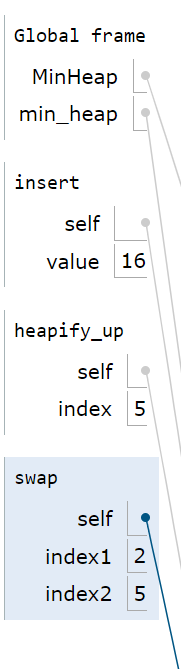 Global frame
MinHeap
min_heap
insert
self
value 16
heapify_up
self
index 5
swap
self
index1 2
index2 5